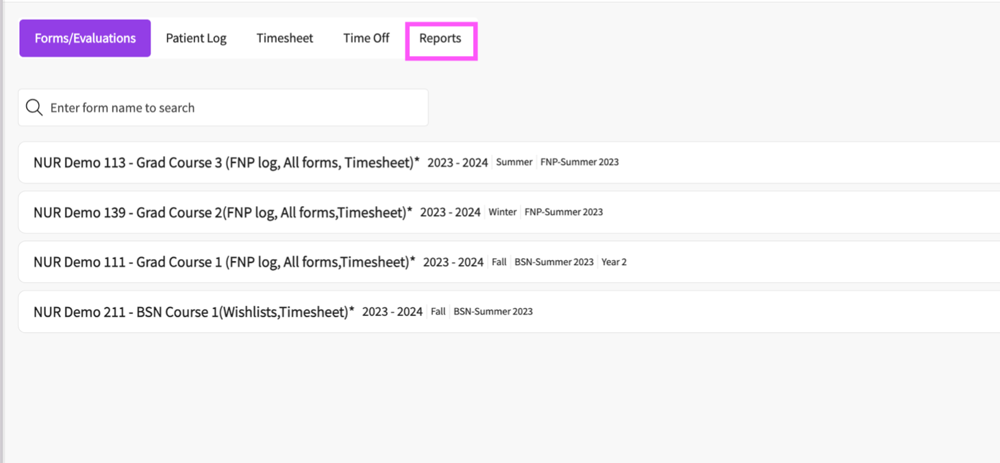 Forms/Evaluations Patient Log Timesheet Time Off Reports
Enter form name to search
NUR Demo 113 - Grad Course 3 (FNP log, All forms, Timesheet)* 2023 - 2024 Summer FNP-Summer 2023
NUR Demo 139 - Grad Course 2(FNP log, All forms,Timesheet)* 2023 - 2024 Winter FNP-Summer 2023
NUR Demo 111 - Grad Course 1 (FNP log, All forms,Timesheet)* 2023 - 2024 Fall BSN-Summer 2023 Year 2
NUR Demo 211 - BSN Course 1(Wishlists,Timesheet)* 2023 - 2024 Fall BSN-Summer 2023